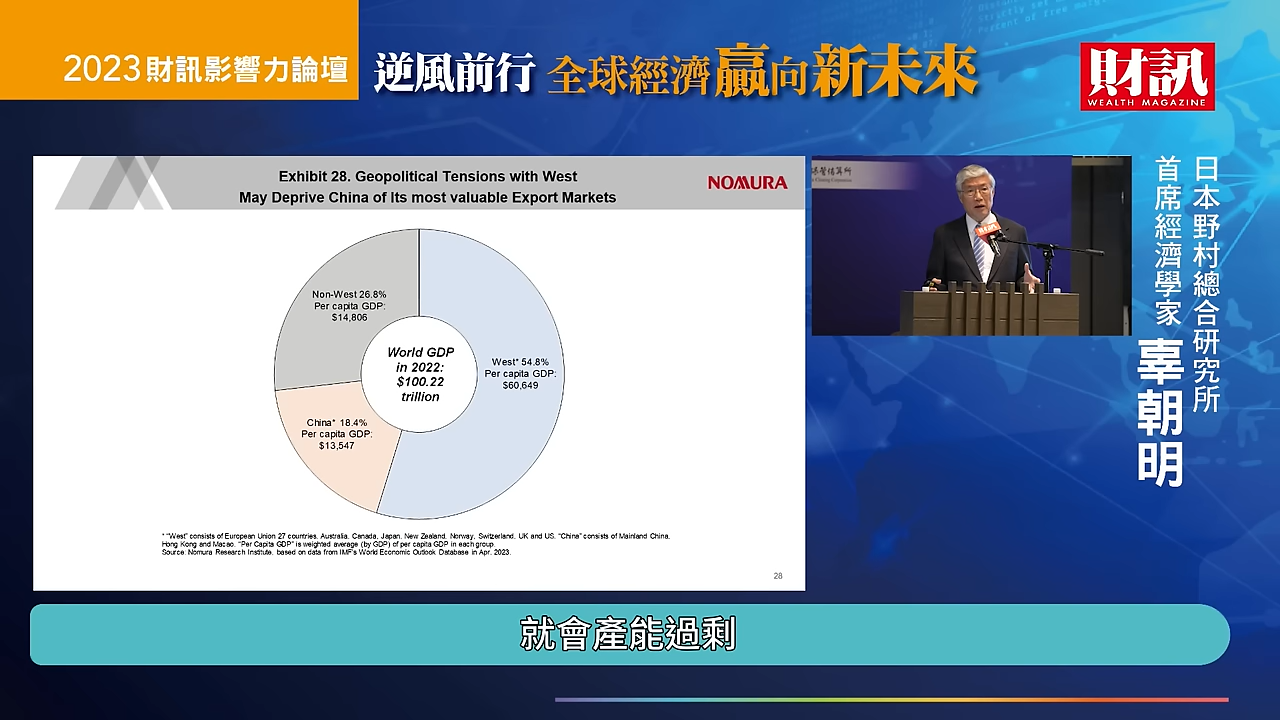 2023財訊影響力論壇
逆風前行 全球經濟贏向新未來
財訊
WEALTH MAGAZINE
Exhibit 28. Geopolitical Tensions with West
May Deprive China of Its most valuable Export Markets
NOMURA
Non-West 26.8%
Per capita GDP:
$14,806
World GDP
in 2022:
$100.22
trillion
West* 54.8%
Per capita GDP:
$60,649
China* 18.4%
Per capita GDP:
$13,547
* "West" consists of European Union 27 countries, Australia, Canada, Japan, New Zealand, Norway, Switzerland, UK and US. "China" consists of Mainland China,
Hong Kong and Macao. "Per Capita GDP" is weighted average (by GDP) of per capita GDP in each group.
Source: Nomura Research Institute, based on data from IMF's World Economic Outlook Database in Apr, 2023.
28
財訊
日本野村總合研究所
首席經濟學家 辜朝明
就會產能過剩